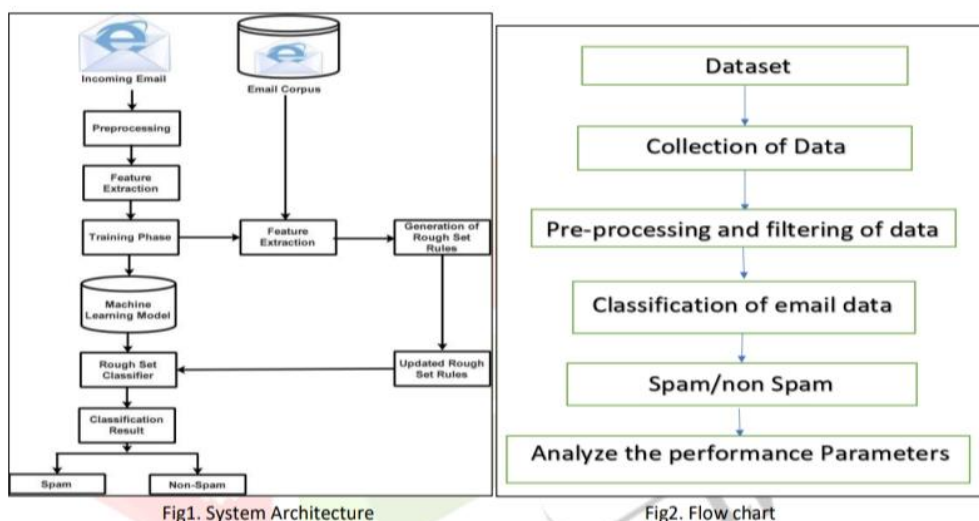 Incoming Email
Email Corpus
Preprocessing
Feature
Extraction
Training Phase
Feature
Extraction
Generation of
Rough Set
Rules
Machine
Learning Model
Rough Set
Classifier
Updated Rough
Set Rules
Classification
Result
Spam
Non-Spam
Fig1. System Architecture
Dataset
Collection of Data
Pre-processing and filtering of data
Classification of email data
Spam/non Spam
Analyze the performance Parameters
Fig2. Flow chart